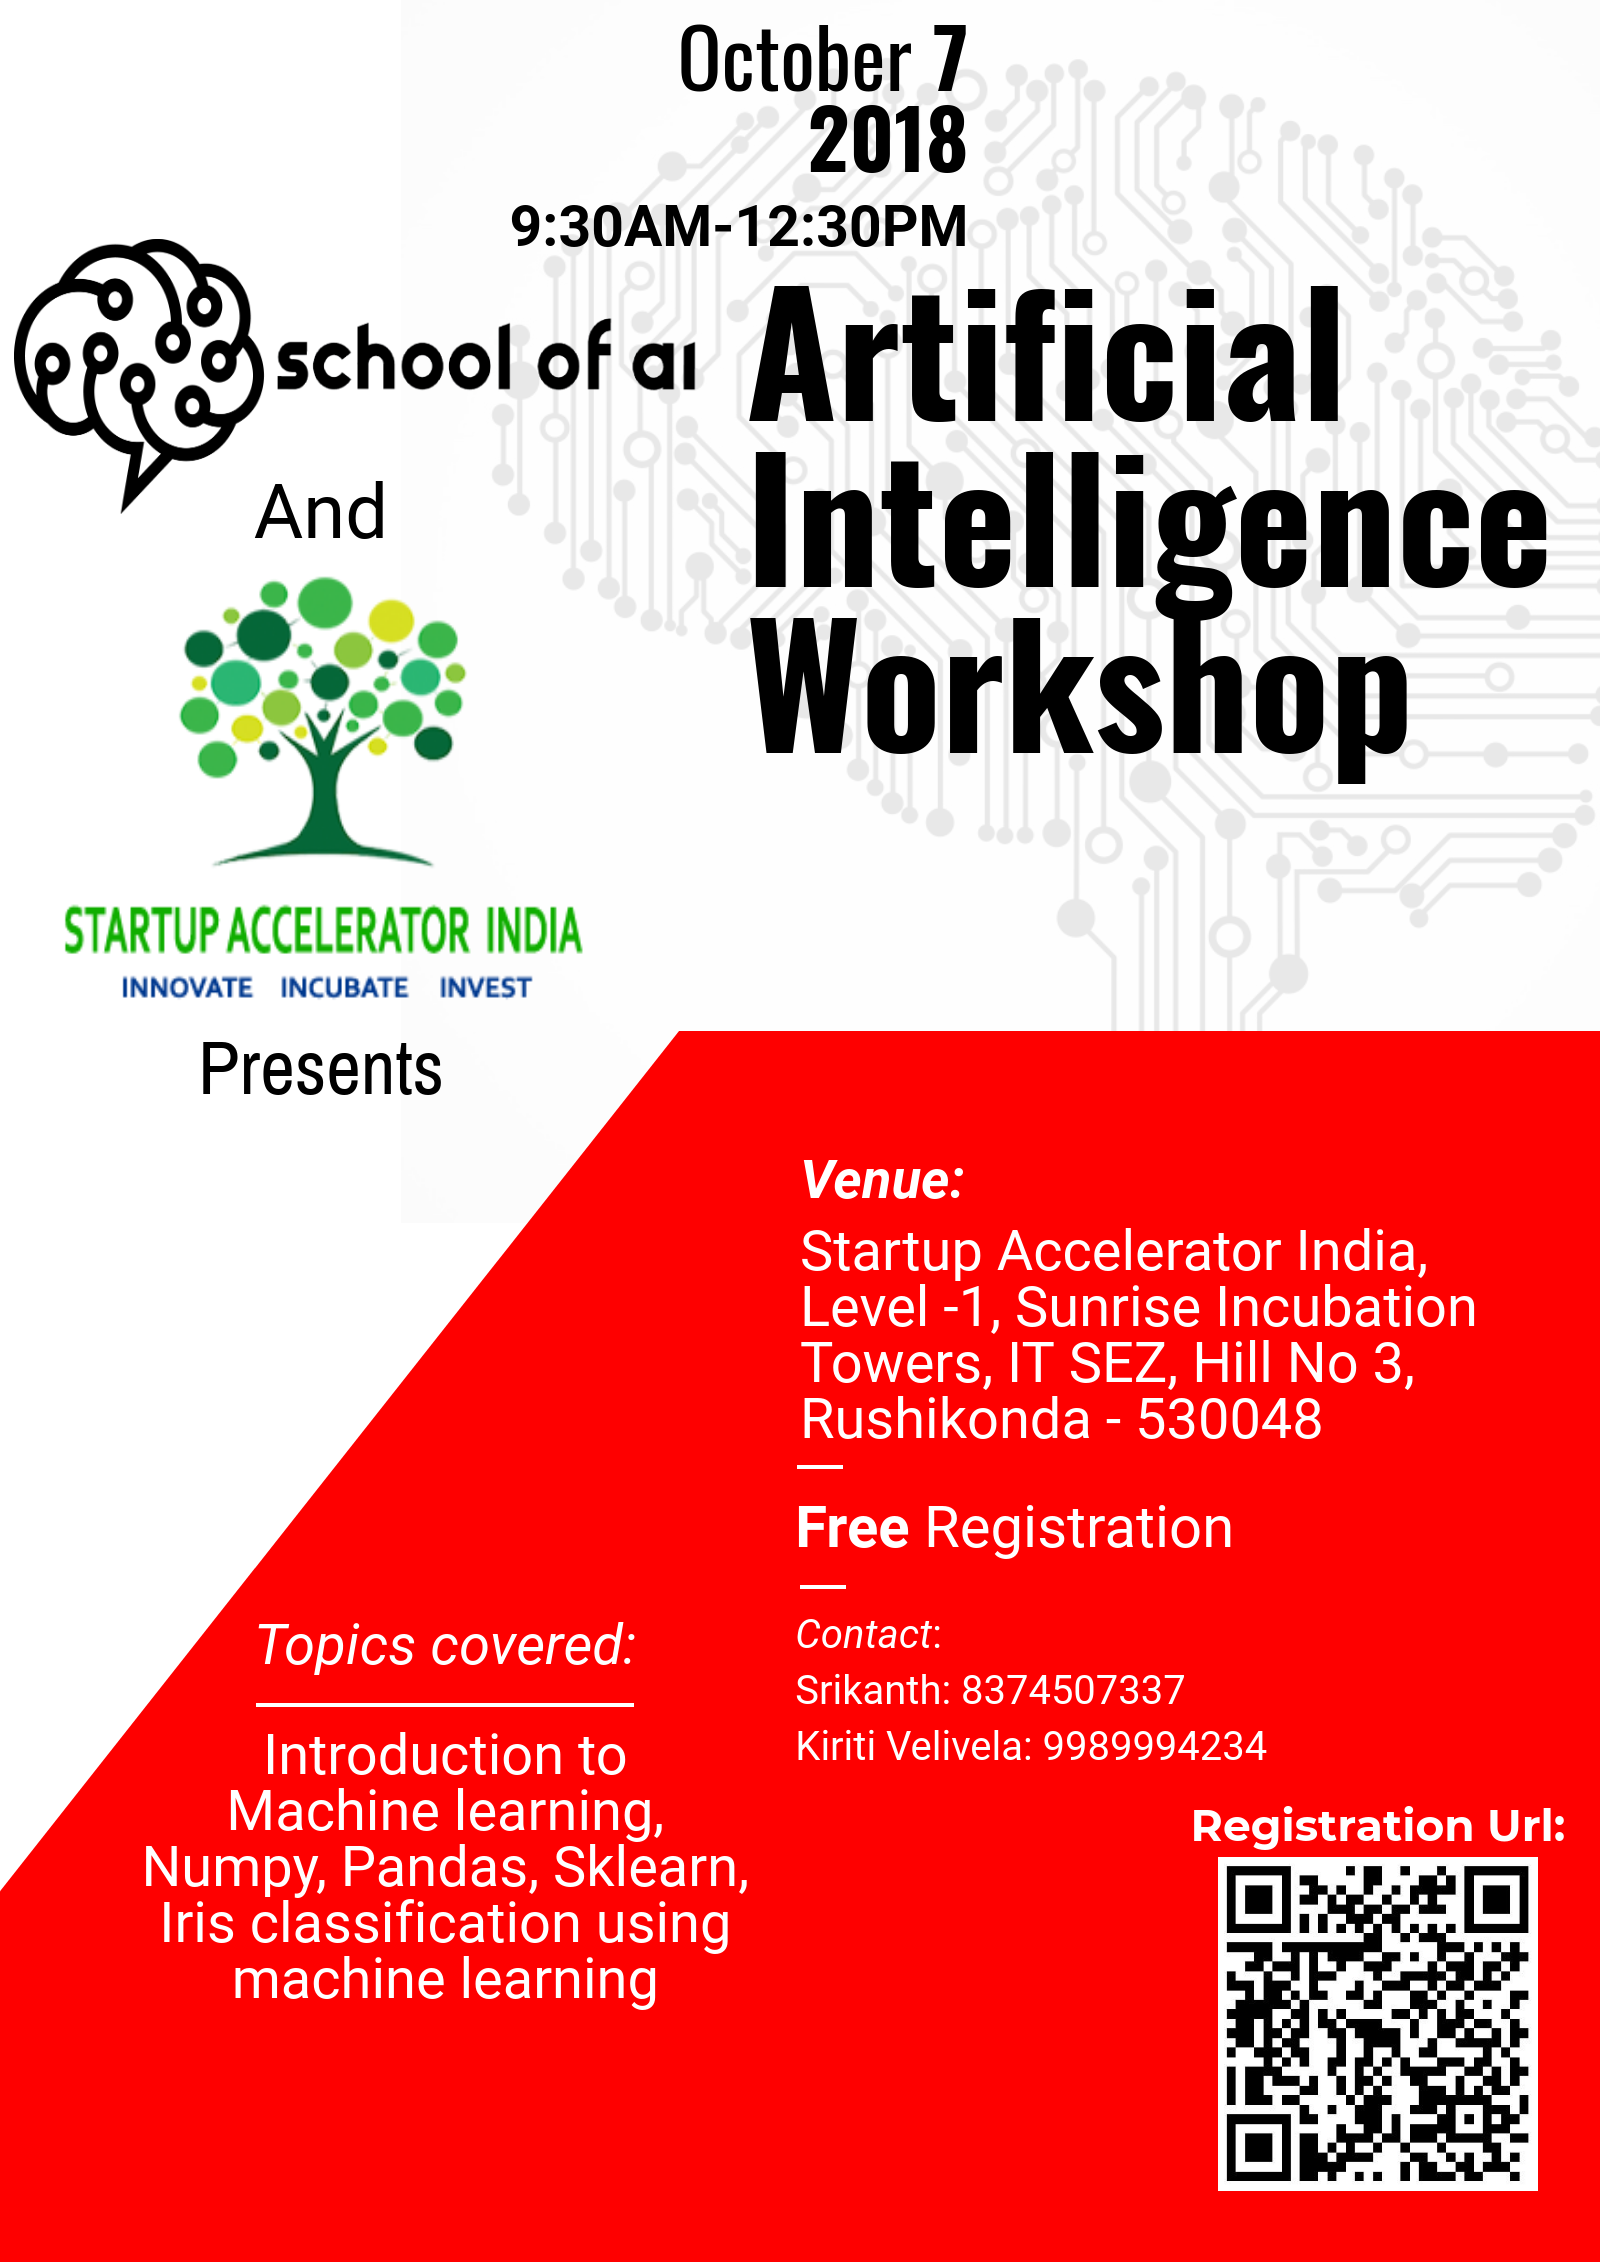 October 7
2018
9:30AM-12:30PM
school of ai
And
STARTUP ACCELERATOR INDIA
INNOVATE INCUBATE INVEST
Presents
Artificial
Intelligence
Workshop
Venue:
Startup Accelerator India,
Level -1, Sunrise Incubation
Towers, IT SEZ, Hill No 3,
Rushikonda - 530048
Free Registration
Contact:
Srikanth: 8374507337
Kiriti Velivela: 9989994234
Topics covered:
Introduction to
Machine learning,
Numpy, Pandas, Sklearn,
Iris classification using
machine learning
Registration Url: